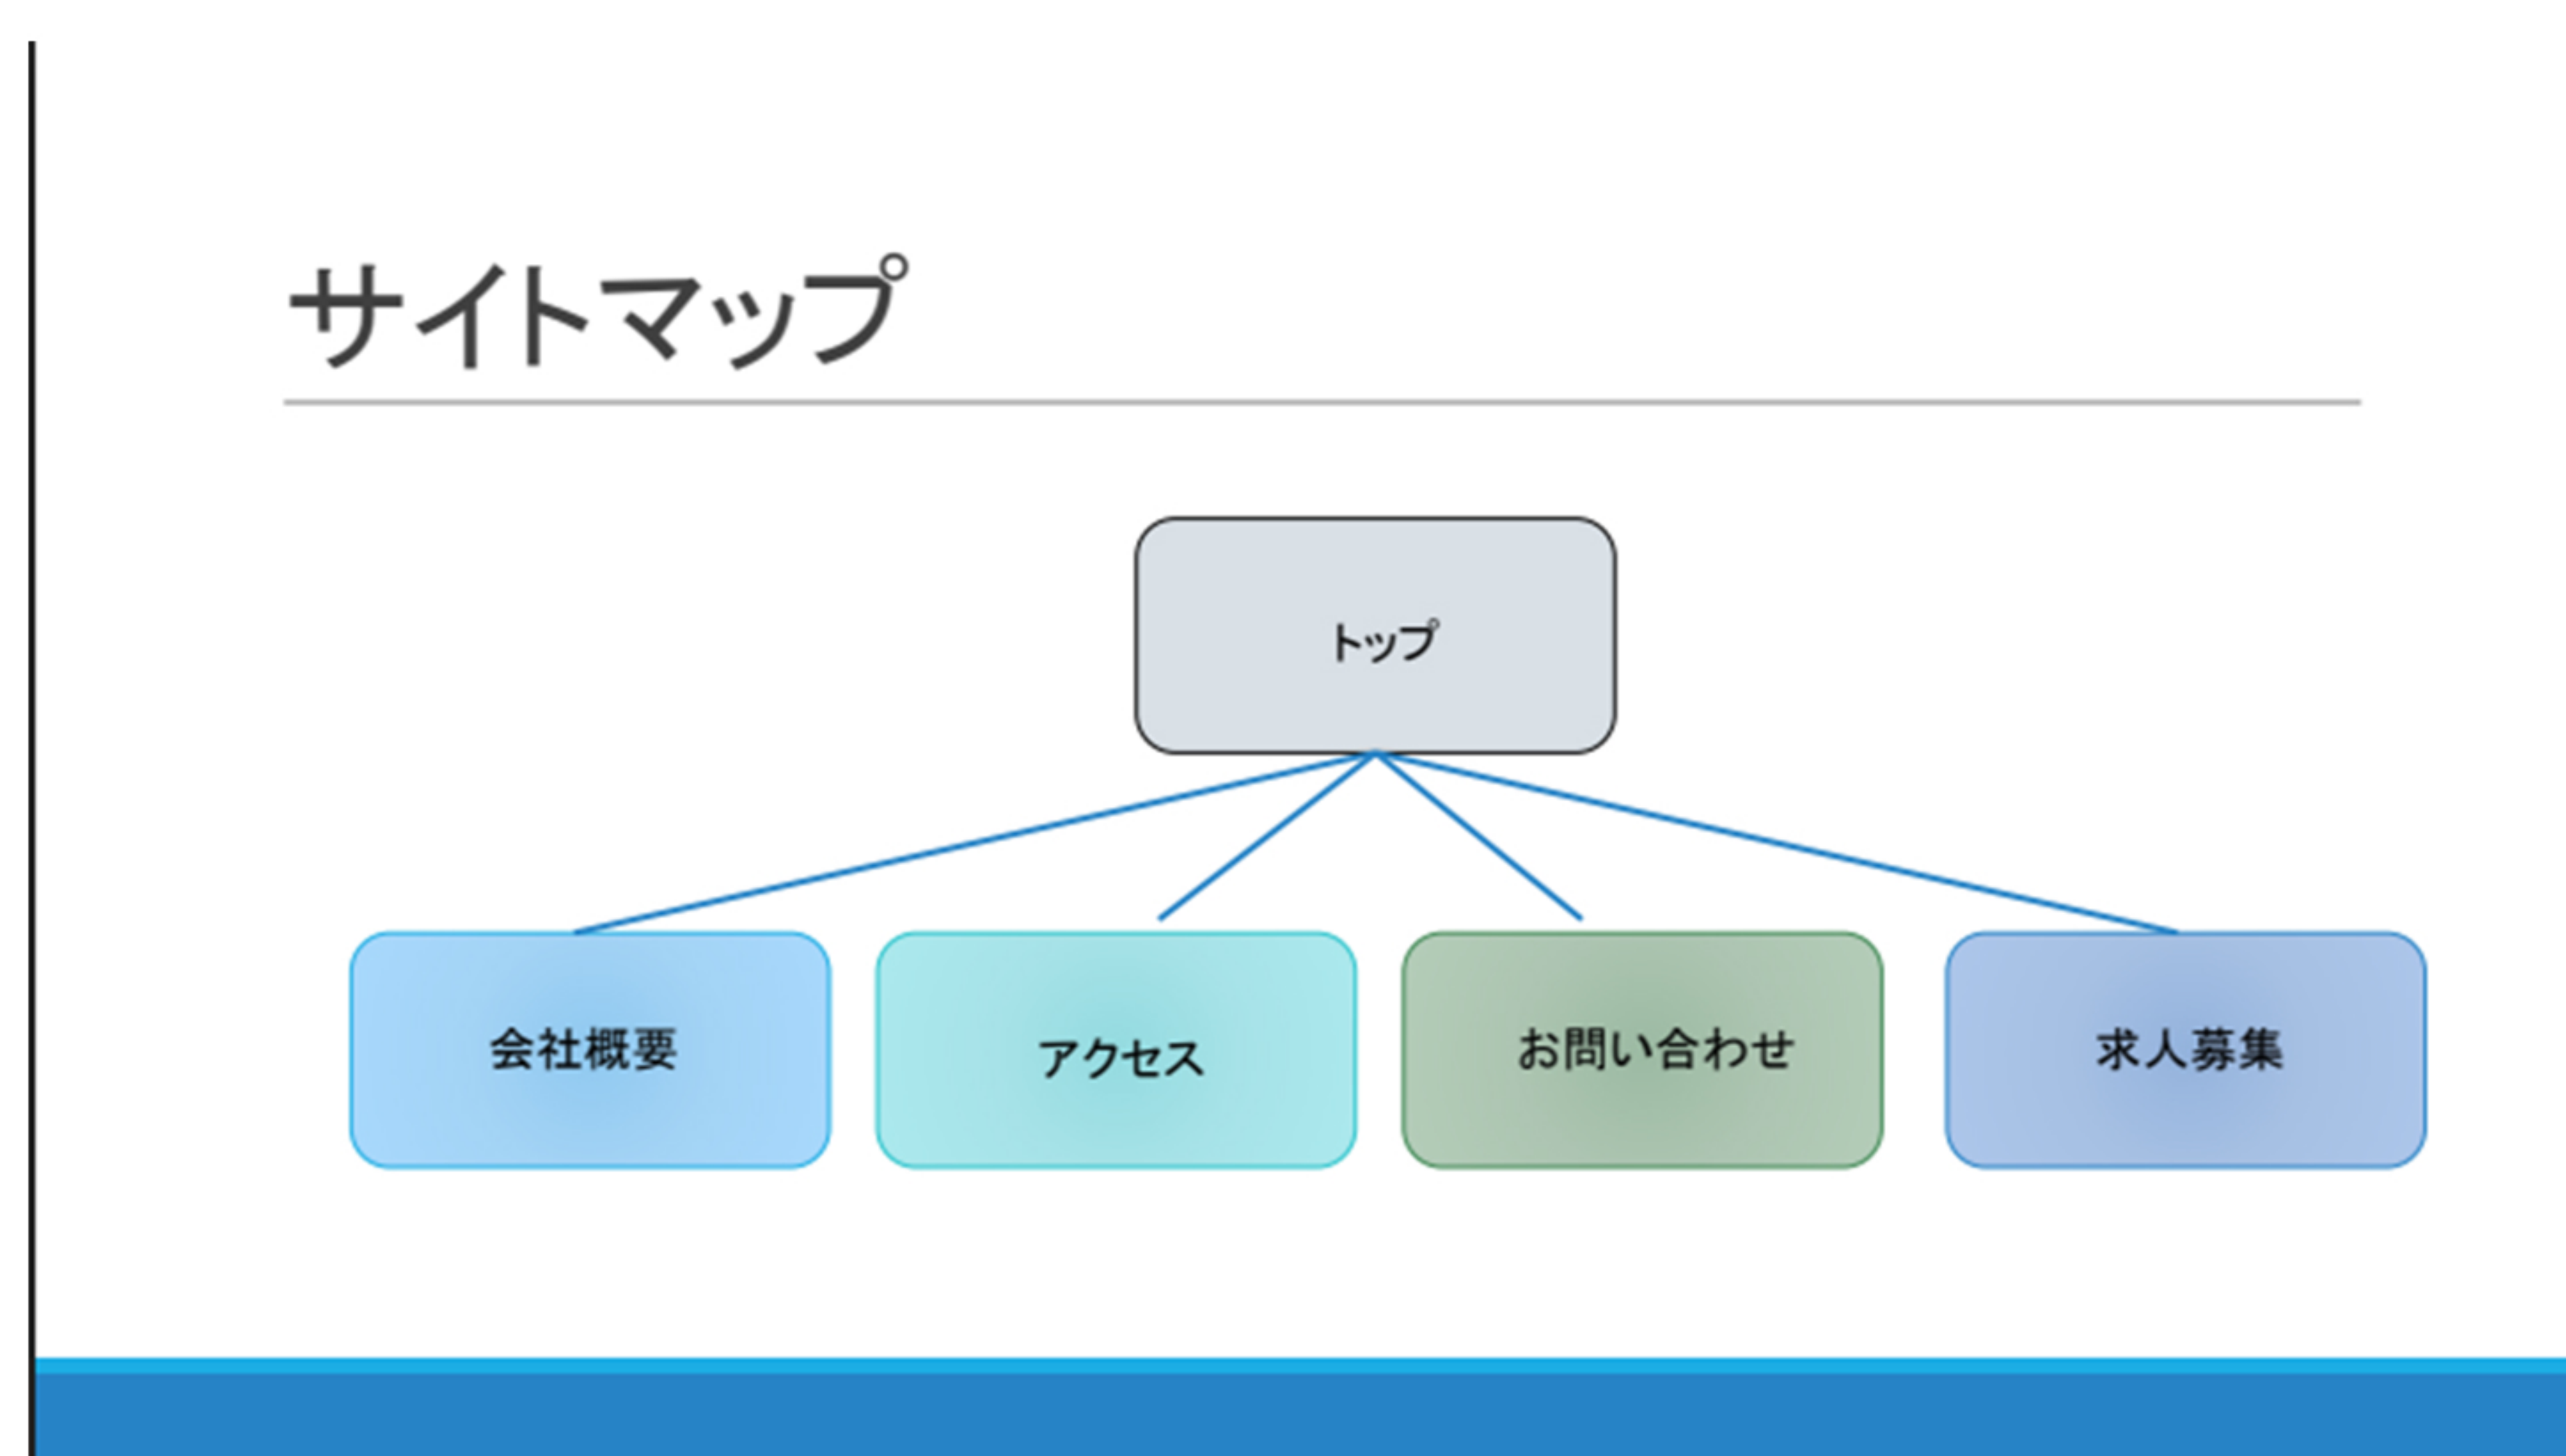 サイトマップ
トップ
会社概要
アクセス
お問い合わせ
求人募集